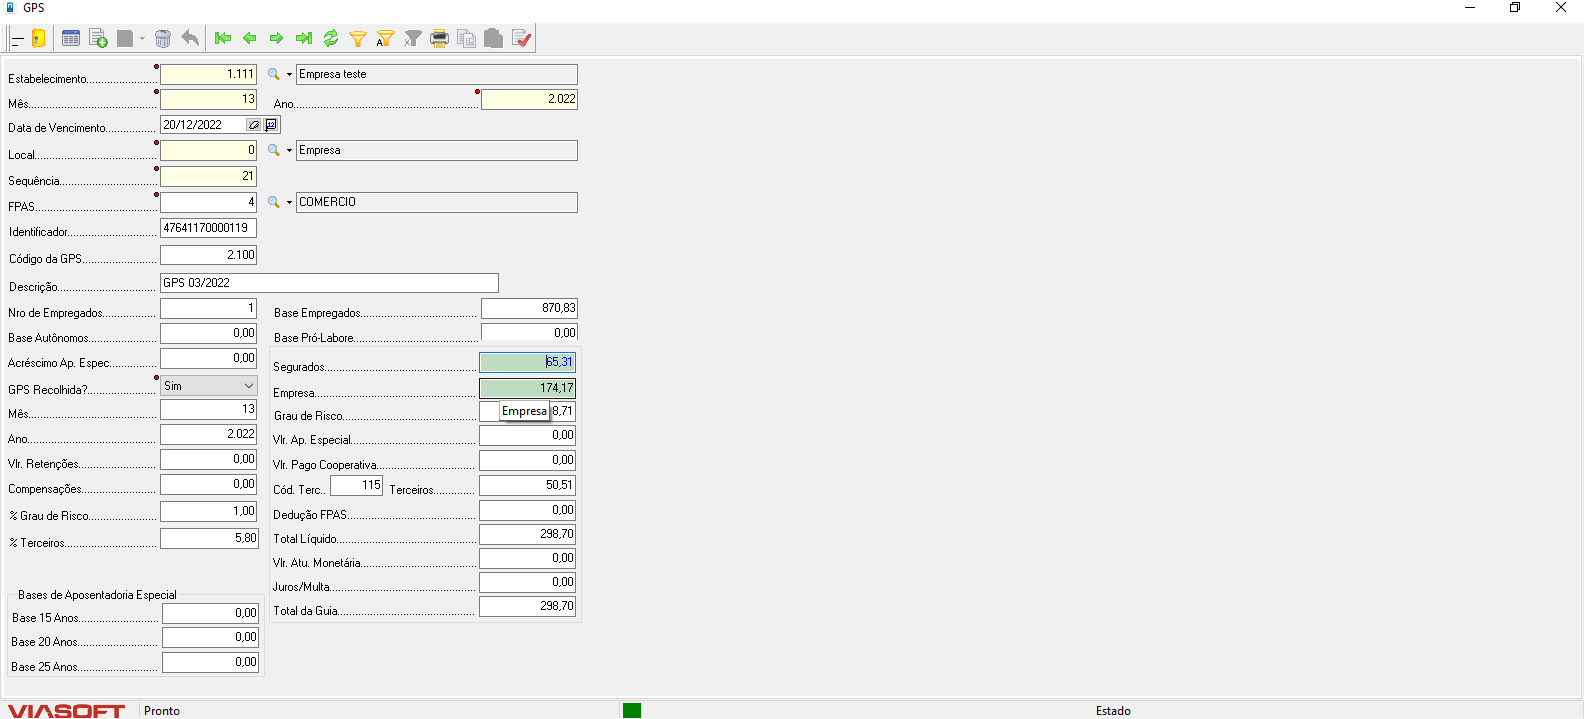 GPS
Estabelecimento 1.111 Empresa teste
Mês 13 Ano 2.022
Data de Vencimento 20/12/2022
Local 0 Empresa
Sequência 21
FPAS 4 COMERCIO
Identificador 47641170000119
Código da GPS 2.100
Descrição GPS 03/2022
Nro de Empregados 1 Base Empregados 870,83
Base Autônomos 0,00 Base Pró-Labore 0,00
Acréscimo Ap. Espec 0,00 Segurados 65,31
GPS Recolhida? Sim Empresa 174,17
Empresa
Mês 13 Grau de Risco 8,71
Ano 2.022 Vlr. Ap. Especial 0,00
Vlr. Retenções 0,00 Vlr. Pago Cooperativa 0,00
Compensações 0,00 Cód. Terc.. 115 Terceiros 50,51
% Grau de Risco 1,00 Dedução FPAS 0,00
% Terceiros 5,80 Total Líquido 298,70
Vlr. Atu. Monetária 0,00
Juros/Multa 0,00
Total da Guia 298,70
Bases de Aposentadoria Especial
Base 15 Anos 0,00
Base 20 Anos 0,00
Base 25 Anos 0,00
VIASOFT Pronto Estado